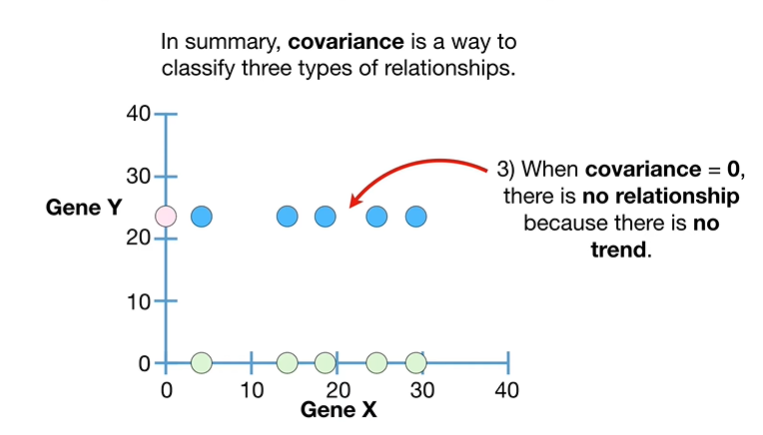 In summary, covariance is a way to
classify three types of relationships.
40
30
Gene Y
20
10
0
3) When covariance = 0,
there is no relationship
because there is no
trend.
0 10 20 30 40
Gene X